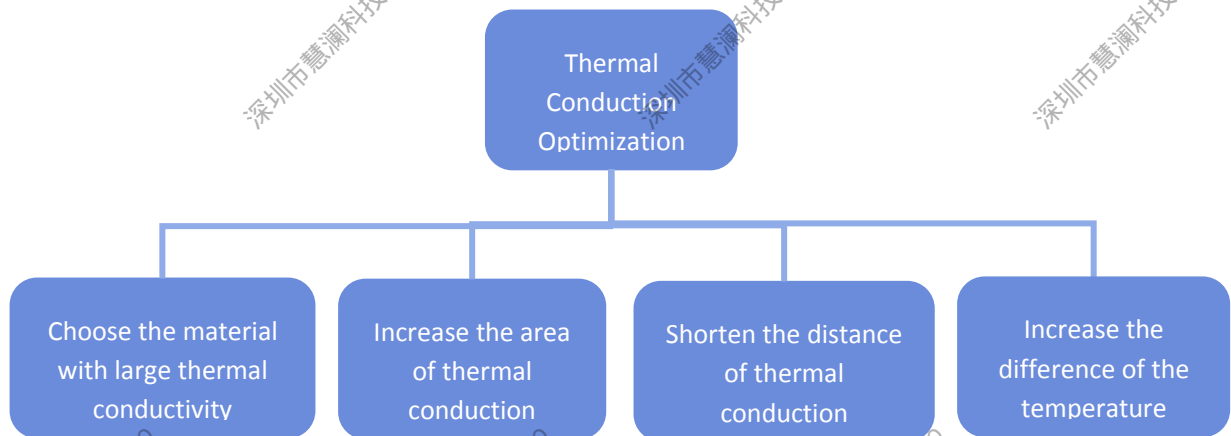 深圳市慧澜科技
深圳市慧澜科技
深圳市慧澜科技
Thermal
Conduction
Optimization
Choose the material
with large thermal
conductivity
Increase the area
of thermal
conduction
Shorten the distance
of thermal
conduction
Increase the
difference of the
temperature